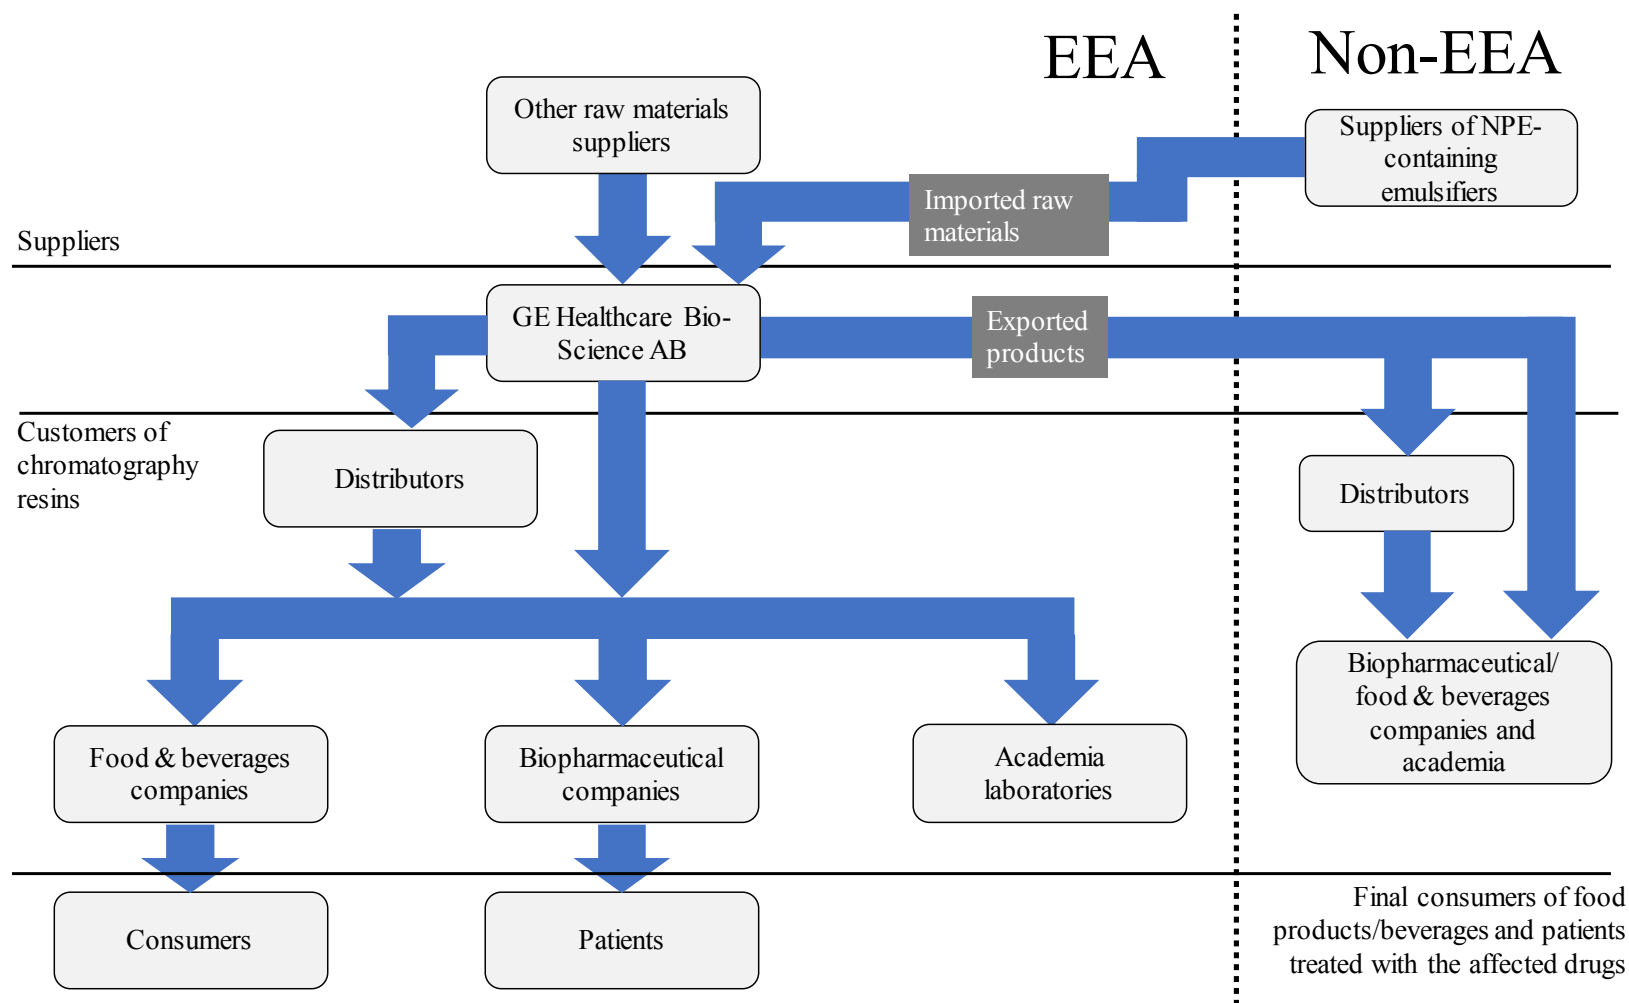 EEA
Non-EEA
Other raw materials
suppliers
Suppliers of NPE-
containing
emulsifiers
Imported raw
materials
Suppliers
GE Healthcare Bio-
Science AB
Exported
products
Customers of
chromatography
resins
Distributors
Distributors
Biopharmaceutical/
food & beverages
companies and
academia
Food & beverages
companies
Biopharmaceutical
companies
Academia
laboratories
Consumers
Patients
Final consumers of food
products/beverages and patients
treated with the affected drugs